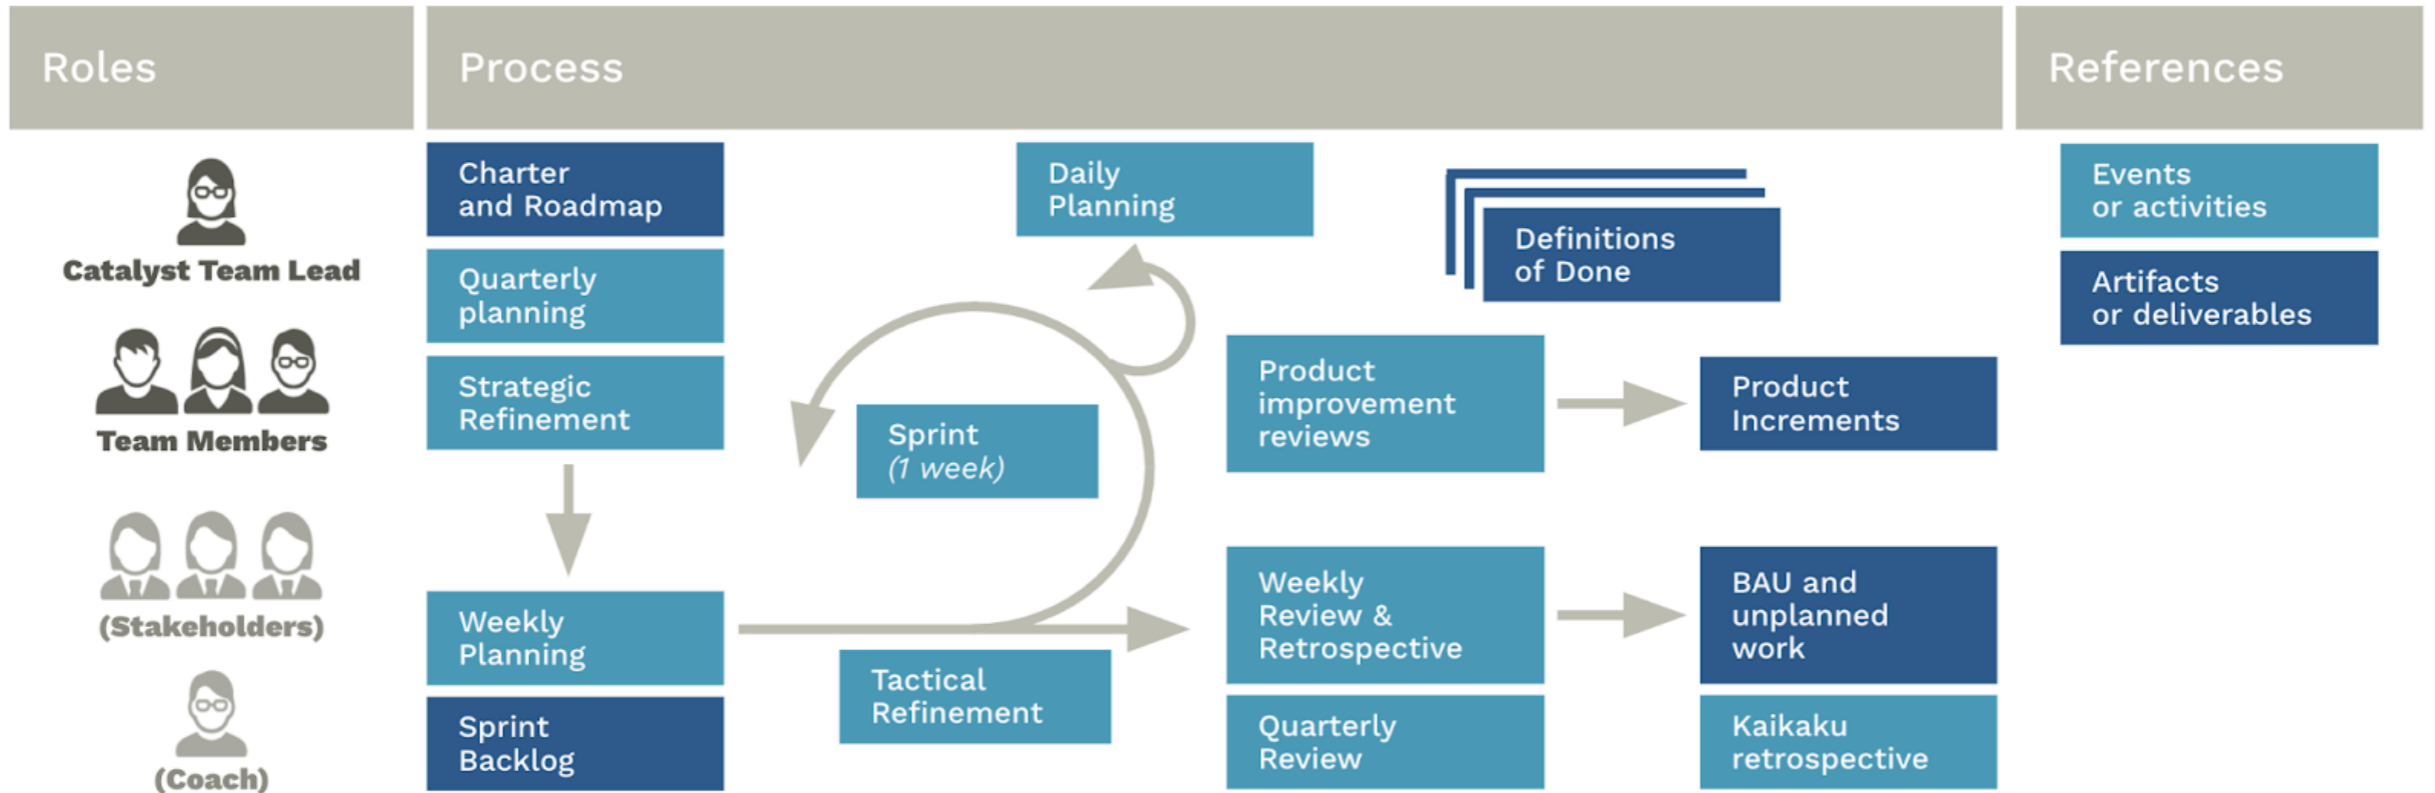 Roles
Process
References
Catalyst Team Lead
Team Members
(Stakeholders)
(Coach)
Charter
and Roadmap
Quarterly
planning
Strategic
Refinement
Weekly
Planning
Sprint
Backlog
Daily
Planning
Sprint
(1 week)
Tactical
Refinement
Definitions
of Done
Product
improvement
reviews
Product
Increments
Weekly
Review &
Retrospective
BAU and
unplanned
work
Quarterly
Review
Kaikaku
retrospective
Events
or activities
Artifacts
or deliverables